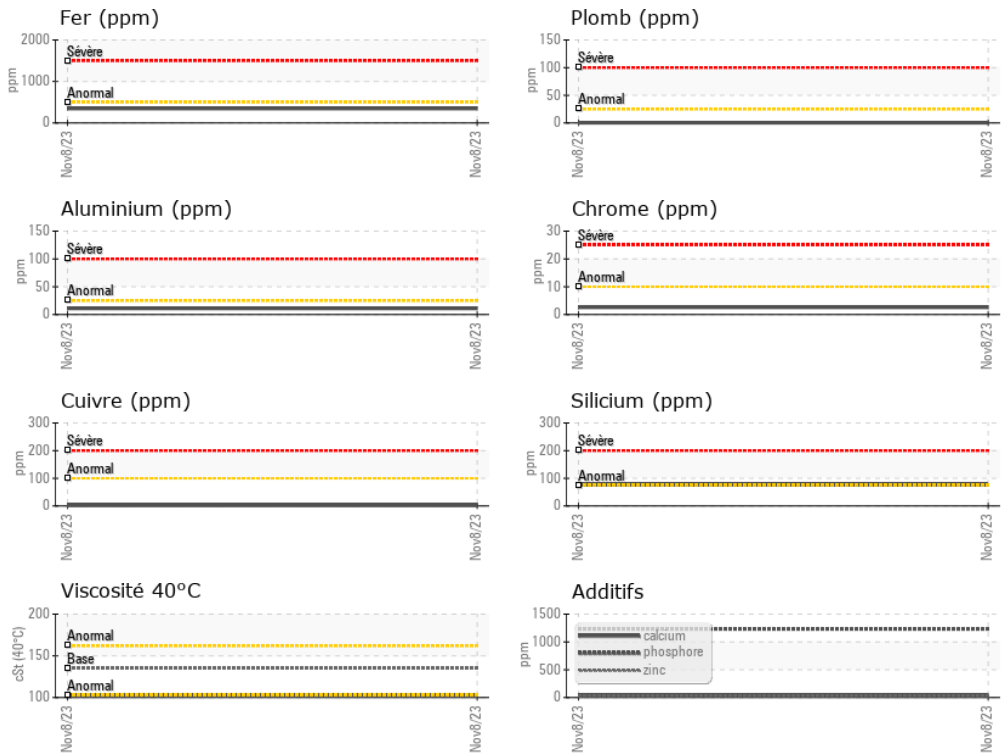 Fer (ppm)
2000
1000
0
ppm
Sévère
Anormal
Nov8/23
Nov8/23
Plomb (ppm)
150
100
50
0
ppm
Sévère
Anormal
Nov8/23
Nov8/23
Aluminium (ppm)
150
100
50
0
ppm
Sévère
Anormal
Nov8/23
Nov8/23
Chrome (ppm)
30
20
10
0
ppm
Sévère
Anormal
Nov8/23
Nov8/23
Cuivre (ppm)
300
200
100
0
ppm
Sévère
Anormal
Nov8/23
Nov8/23
Silicium (ppm)
300
200
100
0
ppm
Sévère
Anormal
Nov8/23
Nov8/23
Viscosité 40°C
200
150
100
cSt (40°C)
Anormal
Base
Anormal
Nov8/23
Nov8/23
Additifs
1500
1000
500
0
ppm
calcium
phosphore
zinc
Nov8/23
Nov8/23